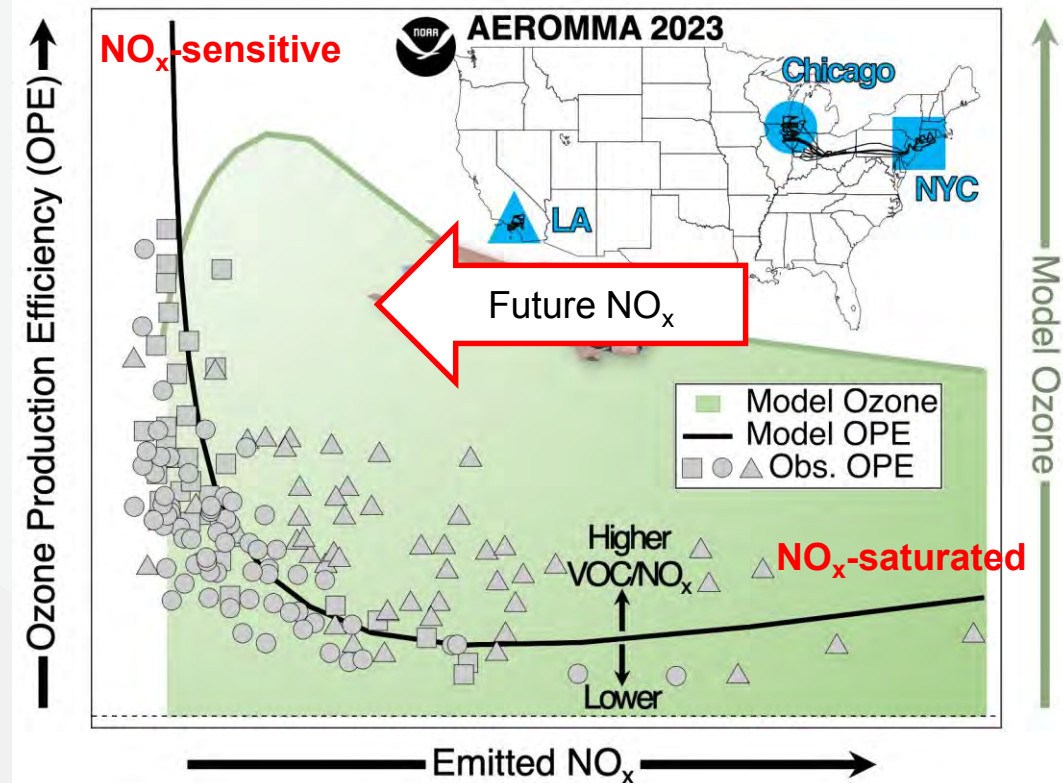 NOAA
AEROMMA 2023
NOₓ-sensitive
Chicago
NYC
LA
Future NOₓ
Model Ozone
Model OPE
Obs. OPE
Higher
VOC/NOₓ
NOₓ-saturated
Lower
Ozone Production Efficiency (OPE)
Model Ozone
Emitted NOₓ